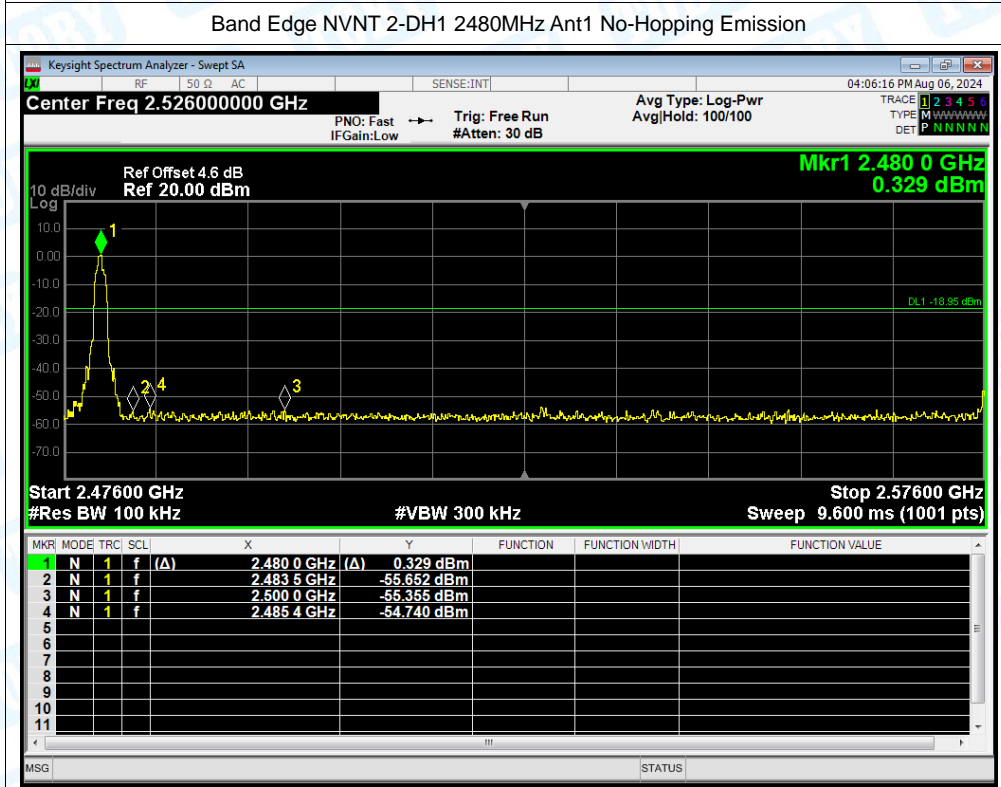 Band Edge NVNT 2-DH1 2480MHz Ant1 No-Hopping Emission
Keysight Spectrum Analyzer - Swept SA
LXI RF 50 Ω AC SENSE:INT 04:06:16 PM Aug 06, 2024
Center Freq 2.526000000 GHz Avg Type: Log-Pwr TRACE 1 2 3 4 5 6
PNO: Fast Trig: Free Run Avg|Hold: 100/100 TYPE M WWWWW
IFGain:Low #Atten: 30 dB DET P N N N N N
Mkr1 2.480 0 GHz
Ref Offset 4.6 dB
10 dB/div Ref 20.00 dBm 0.329 dBm
Log
10.0
1
0.00
-10.0
DL1 -18.95 dBm
-20.0
-30.0
-40.0
2 4 3
-50.0
-60.0
-70.0
Start 2.47600 GHz Stop 2.57600 GHz
#Res BW 100 kHz #VBW 300 kHz Sweep 9.600 ms (1001 pts)
MKR MODE TRC SCL X Y FUNCTION FUNCTION WIDTH FUNCTION VALUE
1 N 1 f (Δ) 2.480 0 GHz (Δ) 0.329 dBm
2 N 1 f 2.483 5 GHz -55.652 dBm
3 N 1 f 2.500 0 GHz -55.355 dBm
4 N 1 f 2.485 4 GHz -54.740 dBm
5
6
7
8
9
10
11
MSG STATUS